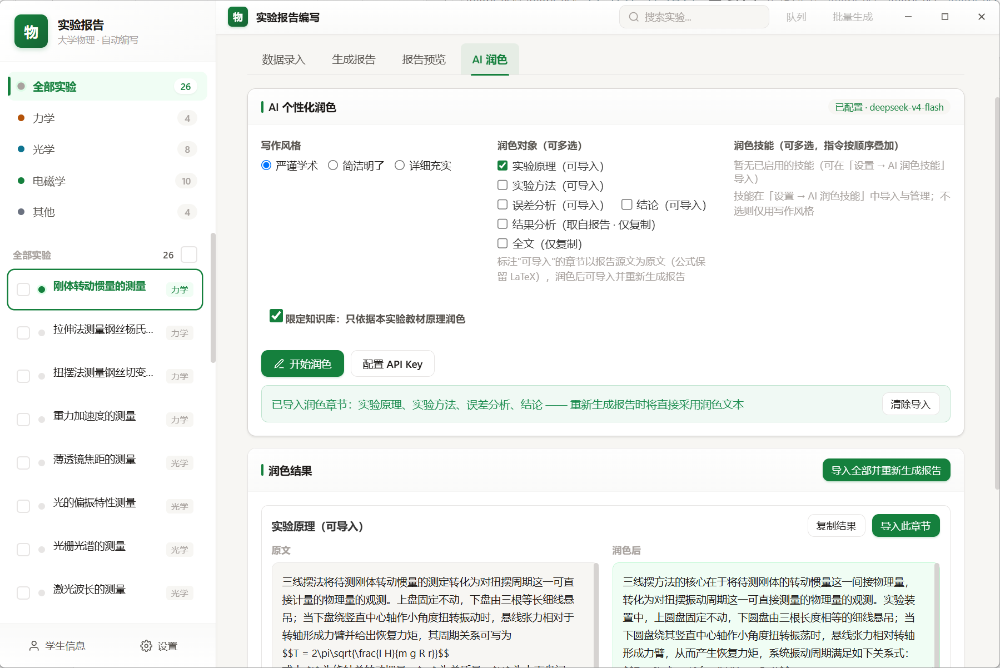 物
实验报告
大学物理 · 自动编写
全部实验 26
力学 4
光学 8
电磁学 10
其他 4
全部实验 26
刚体转动惯量的测量 力学
拉伸法测量钢丝杨氏... 力学
扭摆法测量钢丝切变... 力学
重力加速度的测量 力学
薄透镜焦距的测量 光学
光的偏振特性测量 光学
光栅光谱的测量 光学
激光波长的测量 光学
学生信息 设置
物 实验报告编写
搜索实验... 队列 批量生成
数据录入 生成报告 报告预览 AI 润色
AI 个性化润色
已配置 · deepseek-v4-flash
写作风格
严谨学术 简洁明了 详细充实
润色对象（可多选）
实验原理（可导入）
实验方法（可导入）
误差分析（可导入） 结论（可导入）
结果分析（取自报告 · 仅复制）
全文（仅复制）
标注"可导入"的章节以报告源文为原文（公式保
留 LaTeX），润色后可导入并重新生成报告
润色技能（可多选，指令按顺序叠加）
暂无已启用的技能（可在「设置 → AI 润色技能」
导入）
技能在「设置 → AI 润色技能」中导入与管理；不
选则仅用写作风格
限定知识库：只依据本实验教材原理润色
开始润色 配置 API Key
已导入润色章节：实验原理、实验方法、误差分析、结论 —— 重新生成报告时将直接采用润色文本
清除导入
润色结果
导入全部并重新生成报告
实验原理（可导入）
复制结果 导入此章节
原文
三线摆法将待测刚体转动惯量的测定转化为对扭摆周期这一可直
接计量的物理量的观测。上盘固定不动，下盘由三根等长细线悬
吊；当下盘绕竖直中心轴作小角度扭转振动时，悬线张力相对于
转轴形成力臂并给出恢复力矩，其周期关系可写为
$$T = 2\pi\sqrt{\frac{I H}{m g R r}}$$
润色后
三线摆方法的核心在于将待测刚体的转动惯量这一间接物理量，
转化为对扭摆振动周期这一可直接测量的物理量的观测。实验装
置中，上圆盘固定不动，下圆盘由三根长度相等的细线悬吊；当
下圆盘绕其竖直中心轴作小角度扭转振荡时，悬线张力相对转轴
形成力臂，从而产生恢复力矩，系统振动周期满足如下关系式：